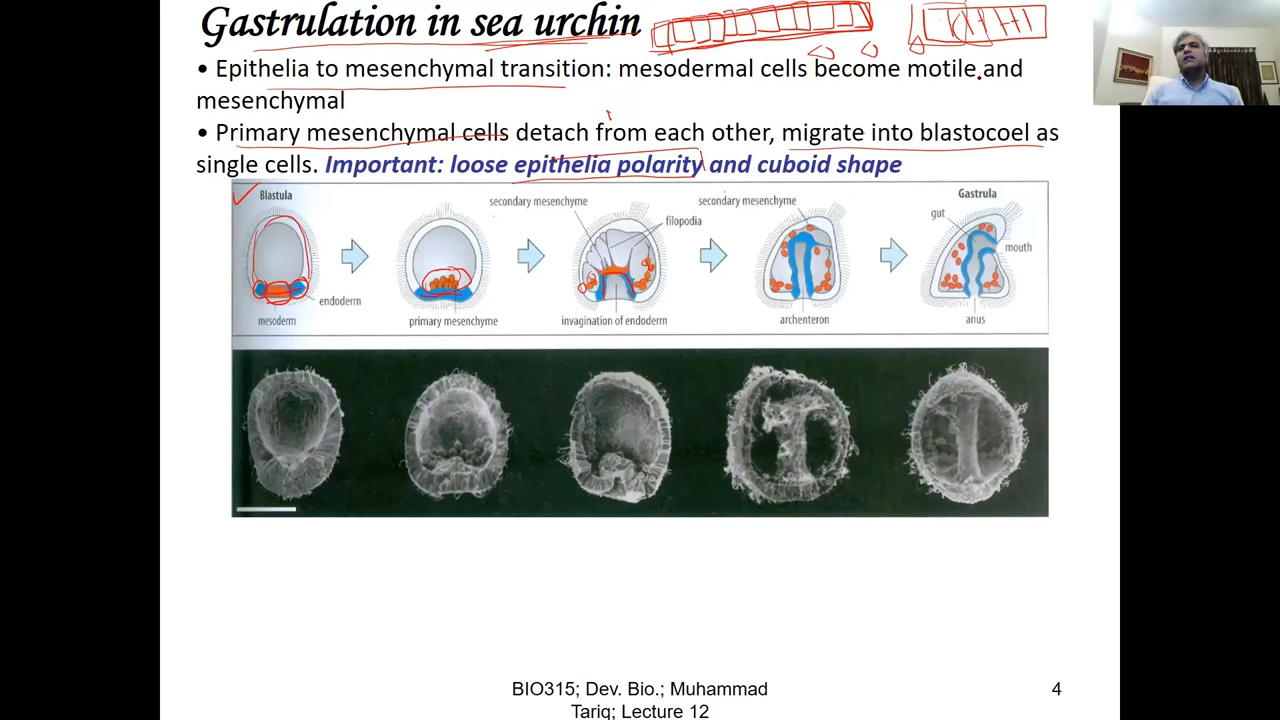 Gastrulation in sea urchin
• Epithelia to mesenchymal transition: mesodermal cells become motile and
mesenchymal
• Primary mesenchymal cells detach from each other, migrate into blastocoel as
single cells. Important: loose epithelia polarity and cuboid shape
Blastula
secondary mesenchyme
filopodia
secondary mesenchyme
Gastrula
gut
mouth
endoderm
mesoderm
primary mesenchyme
invagination of endoderm
archenteron
anus
BIO315; Dev. Bio.; Muhammad
Tariq; Lecture 12
4